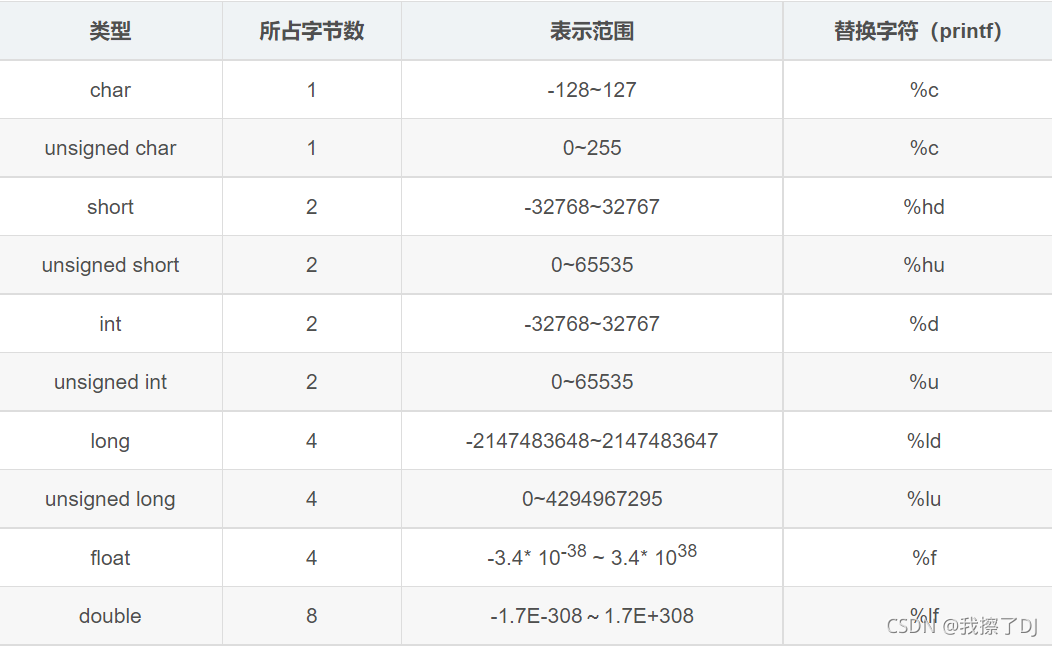 类型 所占字节数 表示范围 替换字符（printf）
char 1 -128~127 %c
unsigned char 1 0~255 %c
short 2 -32768~32767 %hd
unsigned short 2 0~65535 %hu
int 2 -32768~32767 %d
unsigned int 2 0~65535 %u
long 4 -2147483648~2147483647 %ld
unsigned long 4 0~4294967295 %lu
float 4 -3.4* 10⁻³⁸ ~ 3.4* 10³⁸ %f
double 8 -1.7E-308～1.7E+308 %lf
CSDN @我擦了DJ